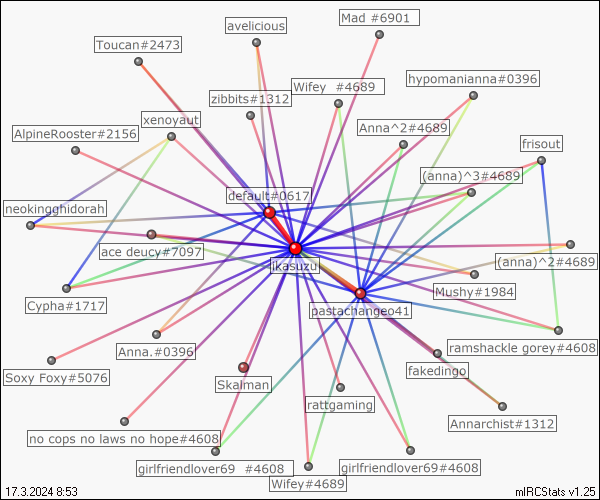 Mad #6901
avelicious
Toucan#2473
hypomanianna#0396
Wifey  #4689
zibbits#1312
xenoyaut
Anna^2#4689
AlpineRooster#2156
frisout
(anna)^3#4689
default#0617
neokingghidorah
ace deucy#7097
(anna)^2#4689
likasuzu
Mushy#1984
Cypha#1717
pastachangeo41
ramshackle gorey#4608
Anna.#0396
fakedingo
Soxy Foxy#5076
Skalman
rattgaming
Annarchist#1312
no cops no laws no hope#4608
girlfriendlover69  #4608
girlfriendlover69#4608
Wifey#4689
17.3.2024 8:53
mIRCStats v1.25